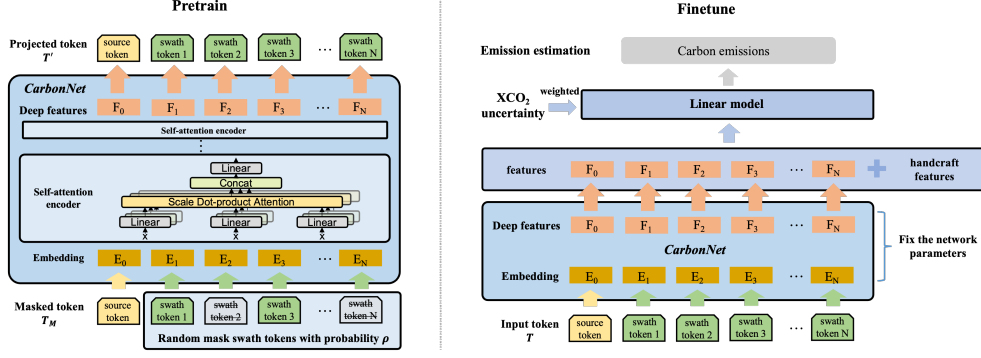 Pretrain
Projected token
T′
source token
swath token 1
swath token 2
swath token 3
...
swath token N
CarbonNet
Deep features
F0
F1
F2
F3
...
FN
Self-attention encoder
...
Self-attention encoder
Linear
Concat
Scale Dot-product Attention
Linear
Linear
Linear
x
x
x
Embedding
E0
E1
E2
E3
...
EN
Masked token
TM
source token
swath token 1
swath token 2
swath token 3
...
swath token N
Random mask swath tokens with probability ρ
Finetune
Emission estimation
Carbon emissions
XCO2 uncertainty
weighted
Linear model
features
F0
F1
F2
F3
...
FN
+
handcraft features
Deep features
F0
F1
F2
F3
...
FN
CarbonNet
Embedding
E0
E1
E2
E3
...
EN
Fix the network parameters
Input token
T
source token
swath token 1
swath token 2
swath token 3
...
swath token N